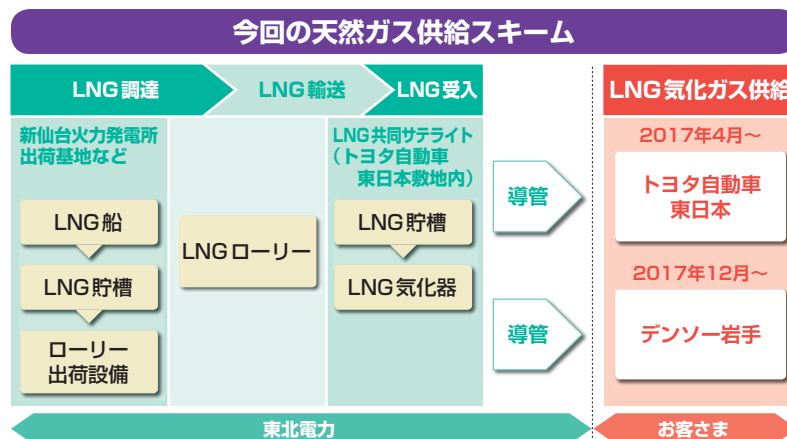 今回の天然ガス供給スキーム
LNG調達
LNG輸送
LNG受入
LNG気化ガス供給
新仙台火力発電所
出荷基地など
LNG船
LNG貯槽
ローリー
出荷設備
LNGローリー
LNG共同サテライト
（トヨタ自動車
東日本敷地内）
LNG貯槽
LNG気化器
導管
導管
2017年4月～
トヨタ自動車
東日本
2017年12月～
デンソー岩手
東北電力
お客さま